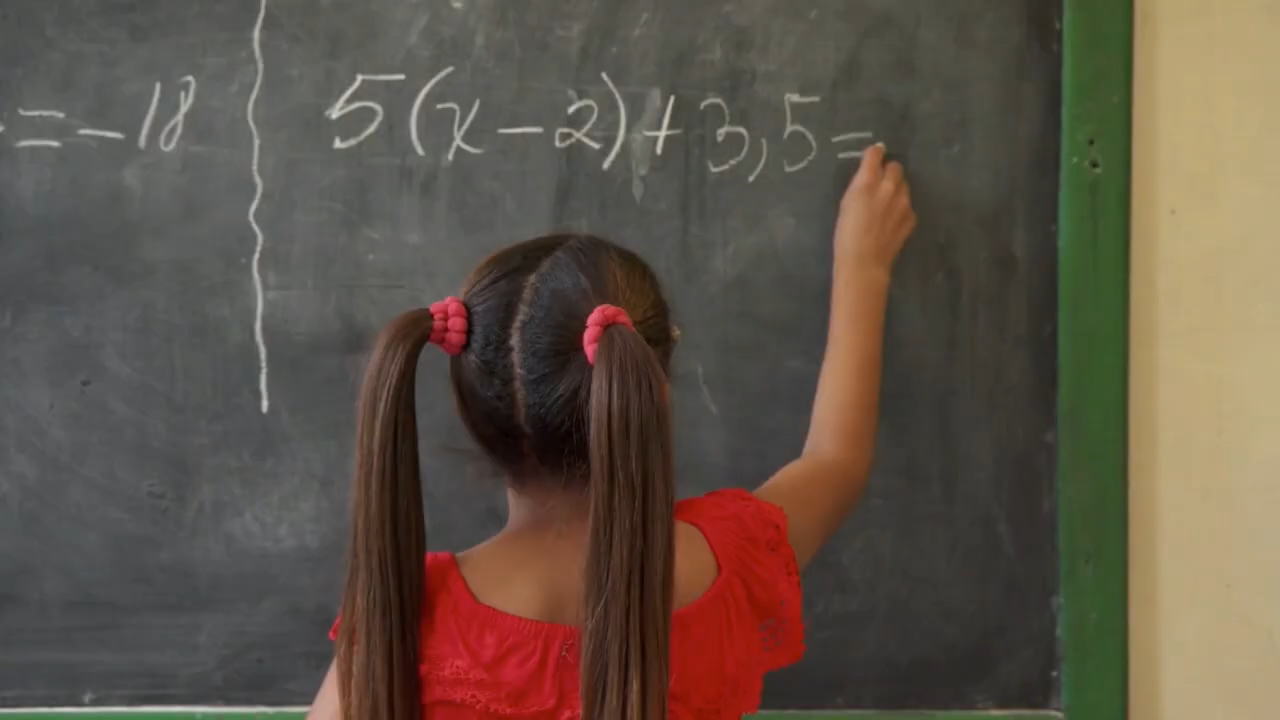 = -18
5(x-2)+3,5=